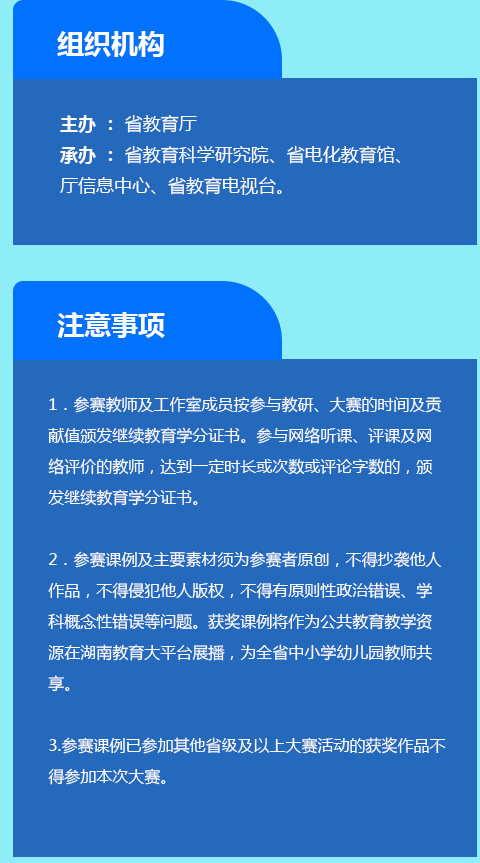 组织机构
主办 ： 省教育厅
承办 ： 省教育科学研究院、省电化教育馆、
厅信息中心、省教育电视台。
注意事项
1．参赛教师及工作室成员按参与教研、大赛的时间及贡
献值颁发继续教育学分证书。参与网络听课、评课及网
络评价的教师，达到一定时长或次数或评论字数的，颁
发继续教育学分证书。
2．参赛课例及主要素材须为参赛者原创，不得抄袭他人
作品，不得侵犯他人版权，不得有原则性政治错误、学
科概念性错误等问题。获奖课例将作为公共教育教学资
源在湖南教育大平台展播，为全省中小学幼儿园教师共
享。
3.参赛课例已参加其他省级及以上大赛活动的获奖作品不
得参加本次大赛。